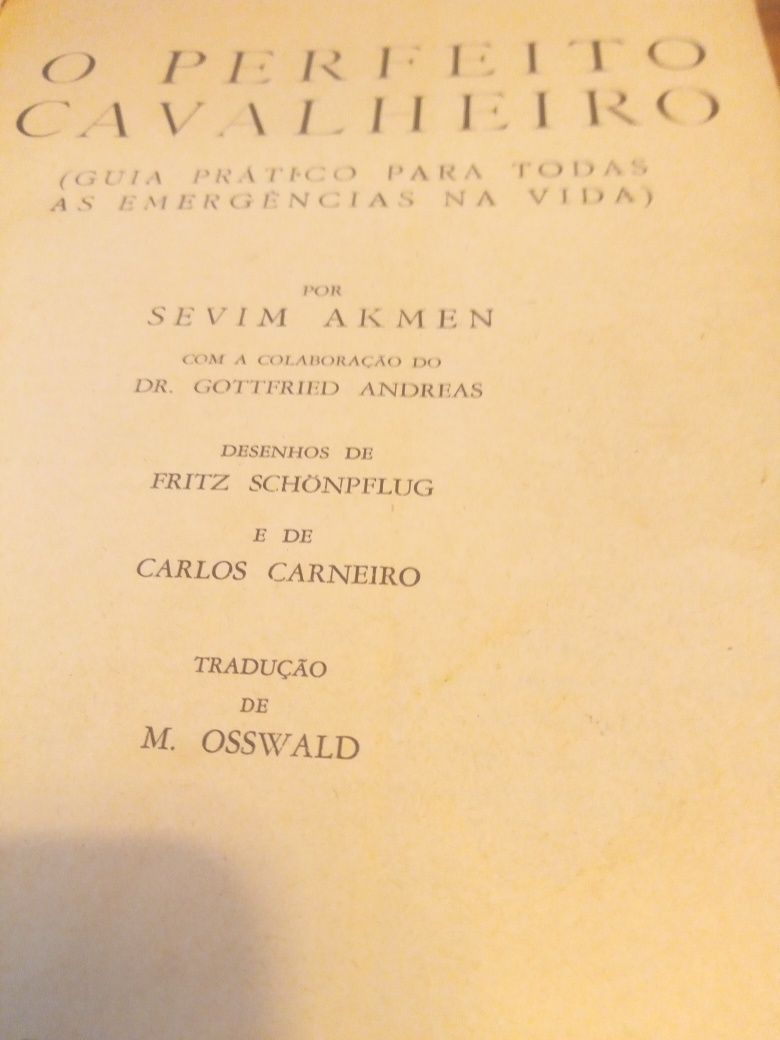 O PERFEITO
CAVALHEIRO
(GUIA PRÁTICO PARA TODAS
AS EMERGÊNCIAS NA VIDA)
POR
SEVIM AKMEN
COM A COLABORAÇÃO DO
DR. GOTTFRIED ANDREAS
DESENHOS DE
FRITZ SCHÖNPFLUG
E DE
CARLOS CARNEIRO
TRADUÇÃO
DE
M. OSSWALD